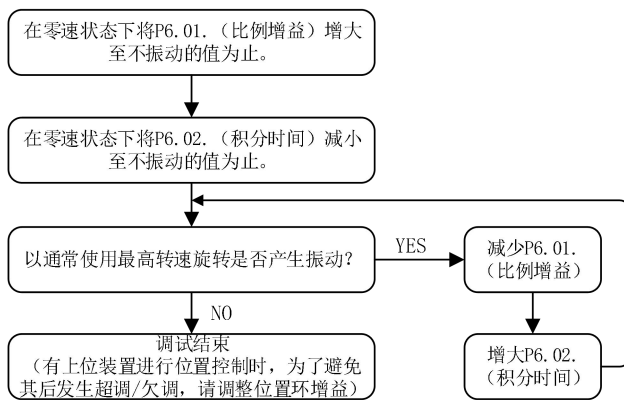 在零速状态下将P6.01.（比例增益）增大
至不振动的值为止。
在零速状态下将P6.02.（积分时间）减小
至不振动的值为止。
以通常使用最高转速旋转是否产生振动？
YES
减少P6.01.
（比例增益）
NO
增大P6.02.
（积分时间）
调试结束
（有上位装置进行位置控制时，为了避免
其后发生超调/欠调，请调整位置环增益）